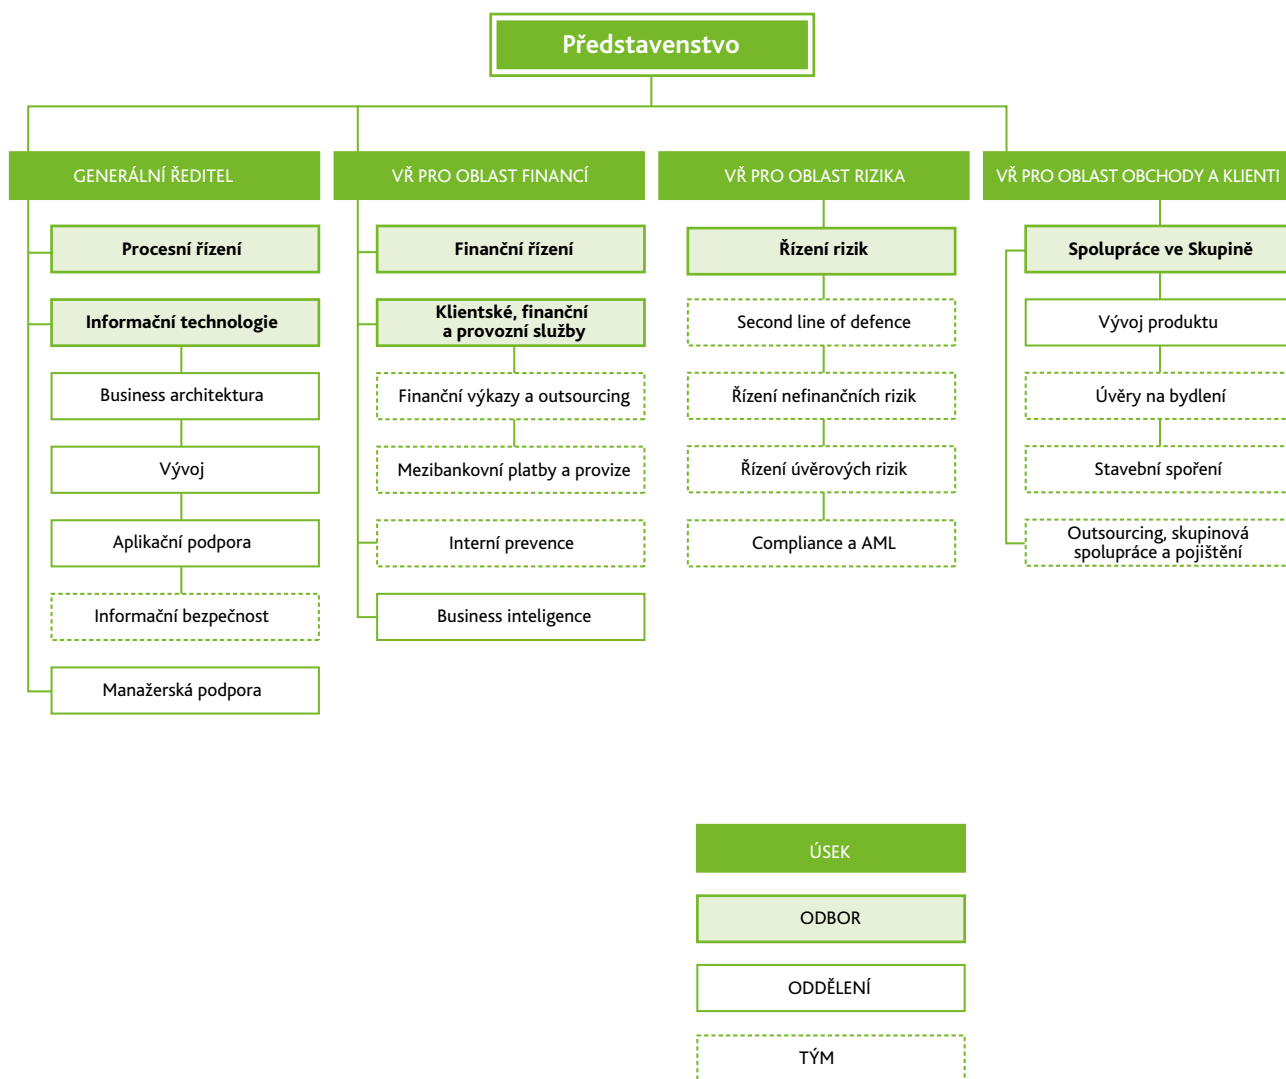 Představenstvo
GENERÁLNÍ ŘEDITEL
VŘ PRO OBLAST FINANCÍ
VŘ PRO OBLAST RIZIKA
VŘ PRO OBLAST OBCHODY A KLIENTI
Procesní řízení
Finanční řízení
Řízení rizik
Spolupráce ve Skupině
Informační technologie
Klientské, finanční
a provozní služby
Second line of defence
Vývoj produktu
Business architektura
Finanční výkazy a outsourcing
Řízení nefinančních rizik
Úvěry na bydlení
Vývoj
Mezibankovní platby a provize
Řízení úvěrových rizik
Stavební spoření
Aplikační podpora
Interní prevence
Compliance a AML
Outsourcing, skupinová
spolupráce a pojištění
Informační bezpečnost
Business inteligence
Manažerská podpora
ÚSEK
ODBOR
ODDĚLENÍ
TÝM